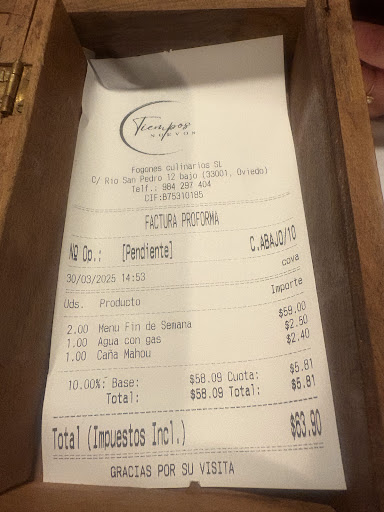 Tiempos
NUEVOS
Fogones culinarios SL
C/ Rio San Pedro 12 bajo (33001, Oviedo)
Telf.: 984 297 404
CIF:B75310185
FACTURA PROFORMA
Nº Op.: [Pendiente] C.ABAJO/10
30/03/2025 14:53 cova
Uds. Producto Importe
2.00 Menu Fin de Semana $59.00
1.00 Agua con gas $2.50
1.00 Caña Mahou $2.40
10.00%: Base: $58.09 Cuota: $5.81
Total: $58.09 Total: $5.81
Total (Impuestos Incl.) $63.90
GRACIAS POR SU VISITA